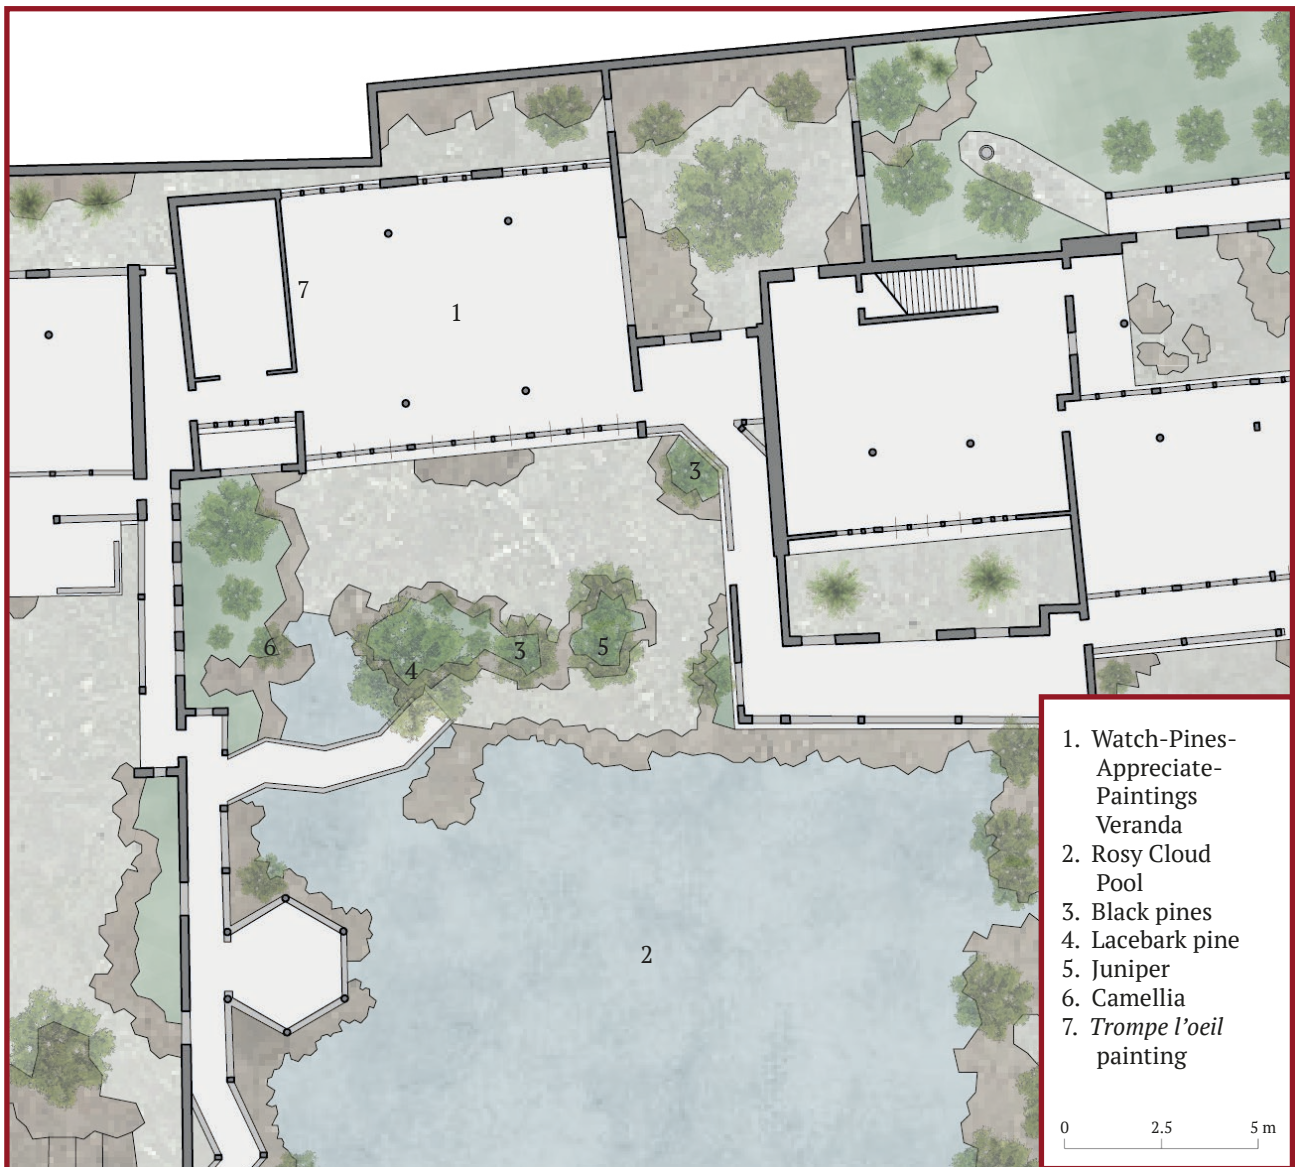 7
1
3
6
4
3
5
2
1. Watch-Pines-
Appreciate-
Paintings
Veranda
2. Rosy Cloud
Pool
3. Black pines
4. Lacebark pine
5. Juniper
6. Camellia
7. Trompe l’oeil
painting
0 2.5 5 m